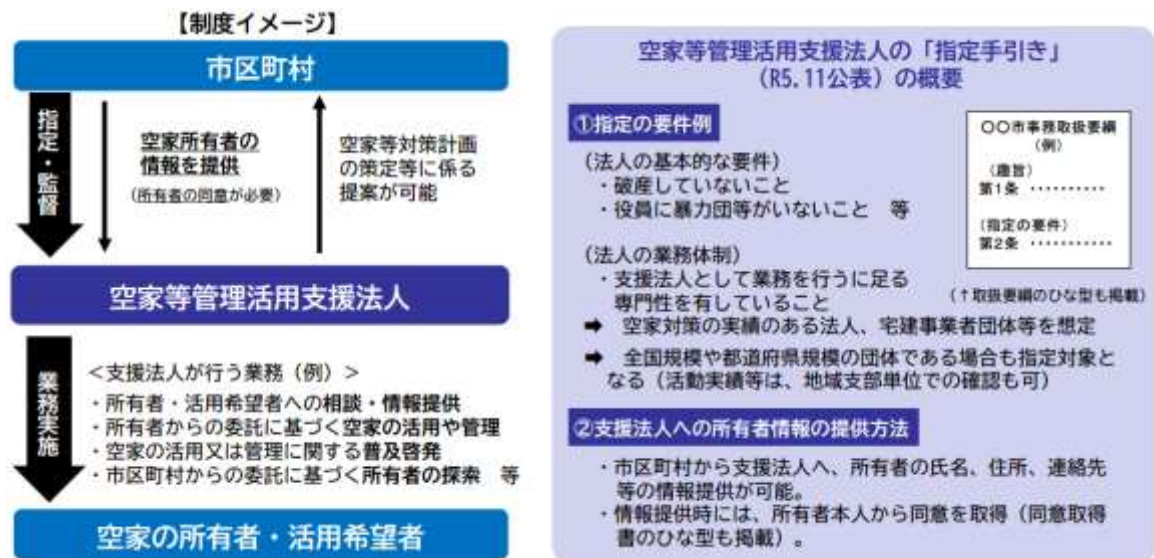 【制度イメージ】
市区町村
指定・監督
空家所有者の
情報を提供
(所有者の同意が必要)
空家等対策計画
の策定等に係る
提案が可能
空家等管理活用支援法人
業務実施
<支援法人が行う業務(例)>
・所有者・活用希望者への相談・情報提供
・所有者からの委託に基づく空家の活用や管理
・空家の活用又は管理に関する普及啓発
・市区町村からの委託に基づく所有者の探索 等
空家の所有者・活用希望者
空家等管理活用支援法人の「指定手引き」
(R5.11公表)の概要
①指定の要件例
(法人の基本的な要件)
・破産していないこと
・役員に暴力団等がいないこと 等
(法人の業務体制)
・支援法人として業務を行うに足る
専門性を有していること
➡ 空家対策の実績のある法人、宅建事業者団体等を想定
➡ 全国規模や都道府県規模の団体である場合も指定対象と
なる(活動実績等は、地域支部単位での確認も可)
〇〇市事務取扱要綱
(例)
(趣旨)
第1条 ‥‥‥‥‥
(指定の要件)
第2条 ‥‥‥‥‥
(↑取扱要綱のひな型も掲載)
②支援法人への所有者情報の提供方法
・市区町村から支援法人へ、所有者の氏名、住所、連絡先
等の情報提供が可能。
・情報提供時には、所有者本人から同意を取得(同意取得
書のひな型も掲載)。